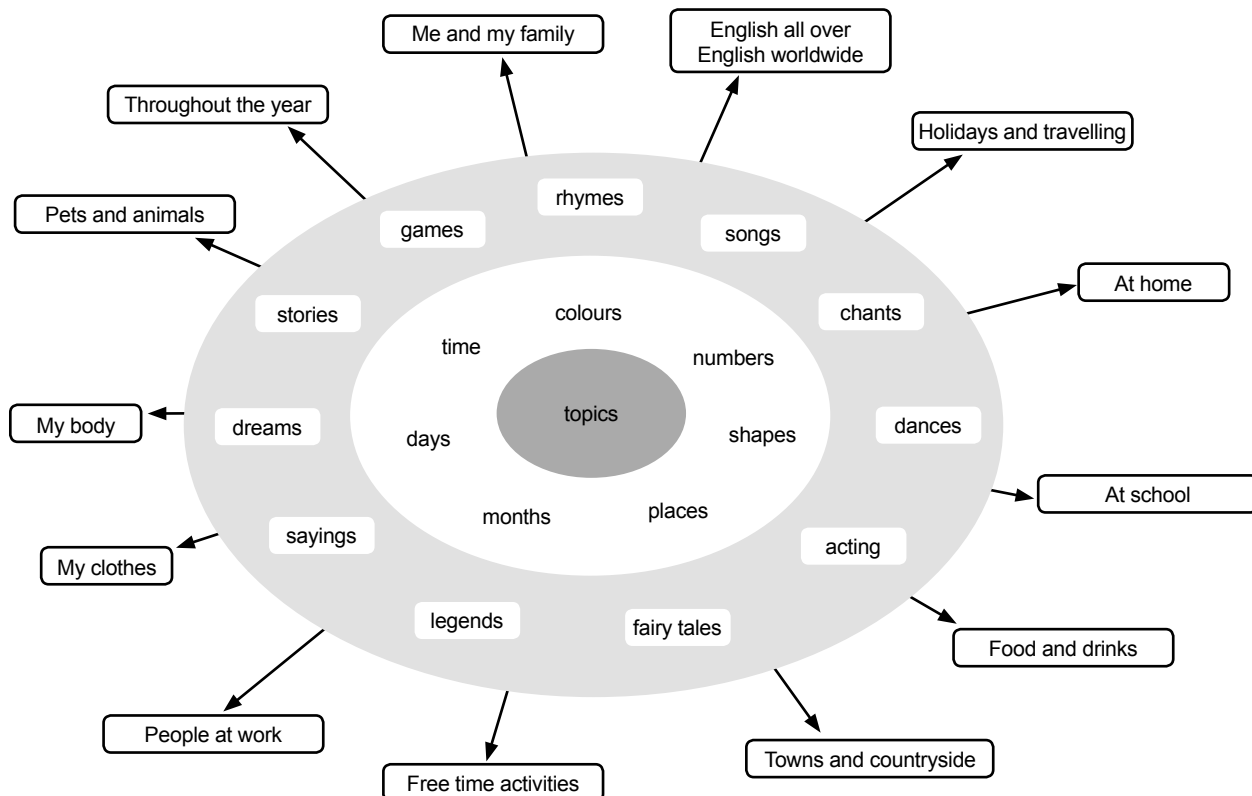 Me and my family
English all over
English worldwide
Throughout the year
Holidays and travelling
Pets and animals
rhymes
games
songs
At home
stories
chants
colours
time
numbers
My body
dreams
days
topics
shapes
dances
At school
months
places
sayings
acting
My clothes
legends
fairy tales
Food and drinks
People at work
Towns and countryside
Free time activities